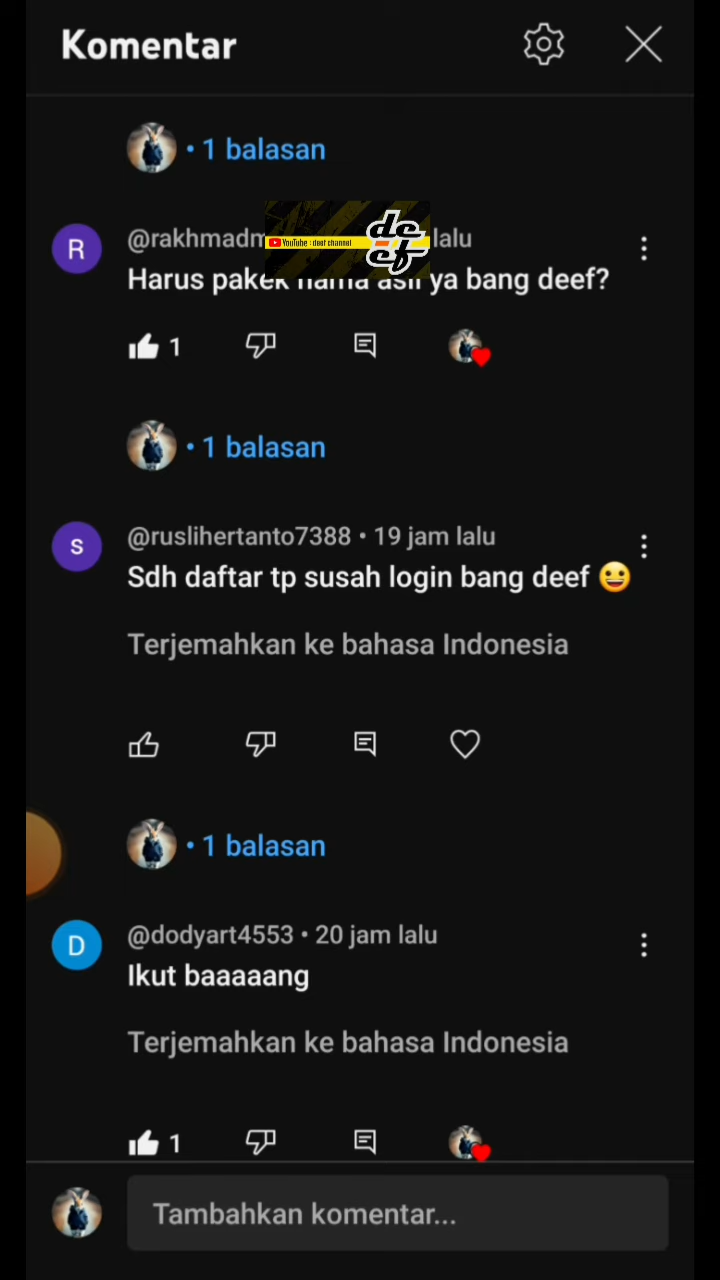 Komentar
• 1 balasan
@rakhmadm
YouTube : deef channel
de
ef
lalu
Harus pakek nama asli ya bang deef?
1
• 1 balasan
@ruslihertanto7388 • 19 jam lalu
Sdh daftar tp susah login bang deef 😀
Terjemahkan ke bahasa Indonesia
• 1 balasan
@dodyart4553 • 20 jam lalu
Ikut baaaaang
Terjemahkan ke bahasa Indonesia
1
Tambahkan komentar...
R
S
D